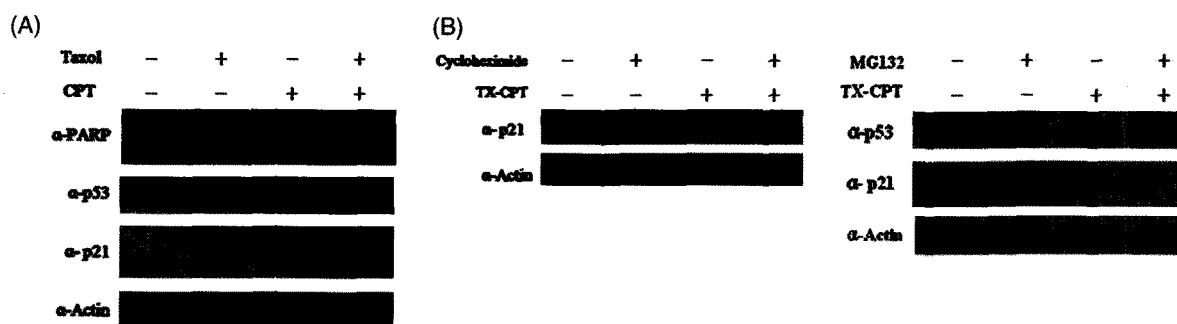 (A)
Taxol − + − +
CPT − − + +
α-PARP
α-p53
α-p21
α-Actin
(B)
Cycloheximide − + − +
TX-CPT − − + +
α-p21
α-Actin
MG132 − + − +
TX-CPT − − + +
α-p53
α-p21
α-Actin